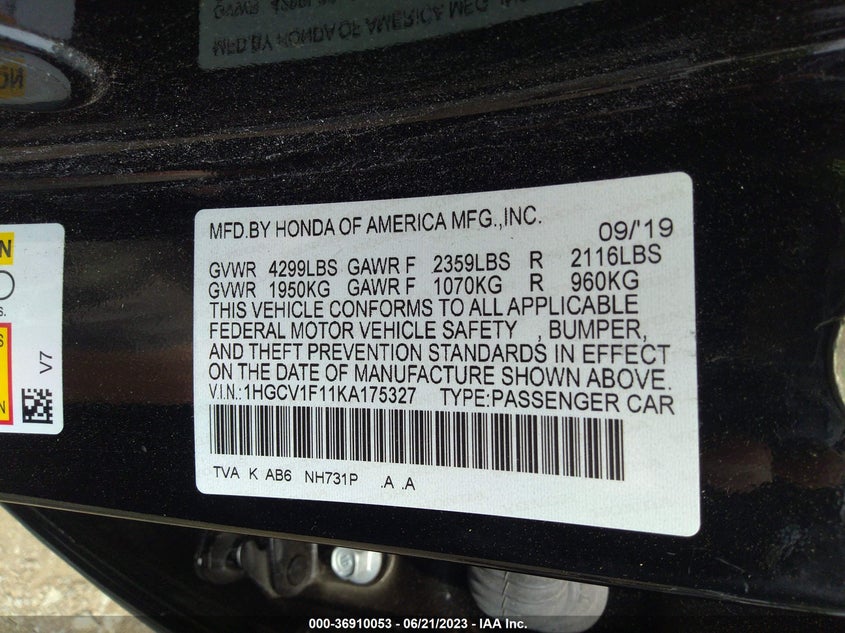 MFD.BY HONDA OF AMERICA MFG.,INC. 09/'19
GVWR 4299LBS GAWR F 2359LBS R 2116LBS
GVWR 1950KG GAWR F 1070KG R 960KG
THIS VEHICLE CONFORMS TO ALL APPLICABLE
FEDERAL MOTOR VEHICLE SAFETY , BUMPER,
AND THEFT PREVENTION STANDARDS IN EFFECT
ON THE DATE OF MANUFACTURE SHOWN ABOVE.
V.I.N.:1HGCV1F11KA175327 TYPE:PASSENGER CAR
TVA K AB6 NH731P .A .A
V7
000-36910053 - 06/21/2023 - IAA Inc.